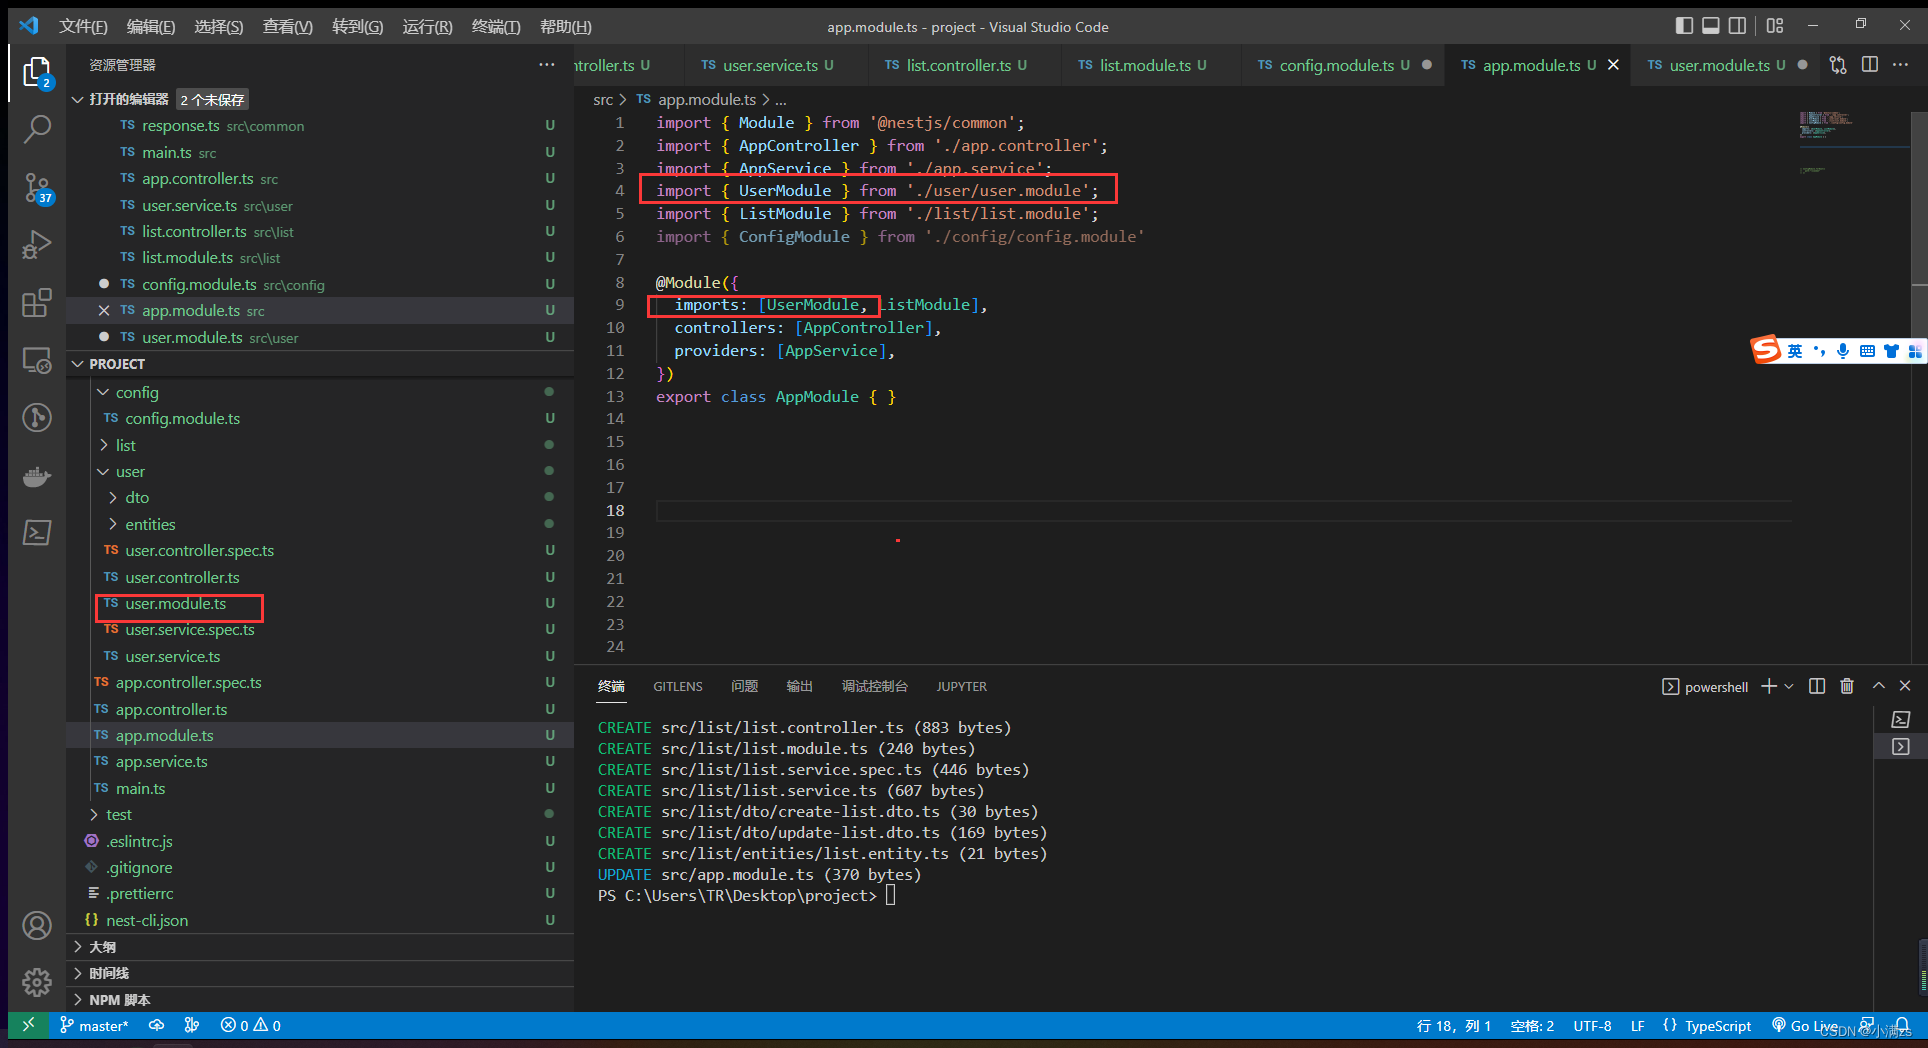 文件(F) 编辑(E) 选择(S) 查看(V) 转到(G) 运行(R) 终端(T) 帮助(H)
app.module.ts - project - Visual Studio Code
资源管理器
打开的编辑器 2 个未保存
TS response.ts src\common U
TS main.ts src U
TS app.controller.ts src U
TS user.service.ts src\user U
TS list.controller.ts src\list U
TS list.module.ts src\list U
TS config.module.ts src\config U
TS app.module.ts src U
TS user.module.ts src\user U
PROJECT
config
TS config.module.ts U
list
user
dto
entities
TS user.controller.spec.ts U
TS user.controller.ts U
TS user.module.ts U
TS user.service.spec.ts U
TS user.service.ts U
TS app.controller.spec.ts U
TS app.controller.ts U
TS app.module.ts U
TS app.service.ts U
TS main.ts U
test
.eslintrc.js U
.gitignore U
.prettierrc U
{} nest-cli.json U
大纲
时间线
NPM 脚本
2
37
ntroller.ts U TS user.service.ts U TS list.controller.ts U TS list.module.ts U TS config.module.ts U TS app.module.ts U TS user.module.ts U
src > TS app.module.ts > ...
1 import { Module } from '@nestjs/common';
2 import { AppController } from './app.controller';
3 import { AppService } from './app.service';
4 import { UserModule } from './user/user.module';
5 import { ListModule } from './list/list.module';
6 import { ConfigModule } from './config/config.module'
7
8 @Module({
9 imports: [UserModule, ListModule],
10 controllers: [AppController],
11 providers: [AppService],
12 })
13 export class AppModule { }
14
15
16
17
18
19
20
21
22
23
24
英
终端 GITLENS 问题 输出 调试控制台 JUPYTER
powershell
CREATE src/list/list.controller.ts (883 bytes)
CREATE src/list/list.module.ts (240 bytes)
CREATE src/list/list.service.spec.ts (446 bytes)
CREATE src/list/list.service.ts (607 bytes)
CREATE src/list/dto/create-list.dto.ts (30 bytes)
CREATE src/list/dto/update-list.dto.ts (169 bytes)
CREATE src/list/entities/list.entity.ts (21 bytes)
UPDATE src/app.module.ts (370 bytes)
PS C:\Users\TR\Desktop\project>
master* 0 0 行 18，列 1 空格: 2 UTF-8 LF {} TypeScript Go Live
CSDN @小满zs